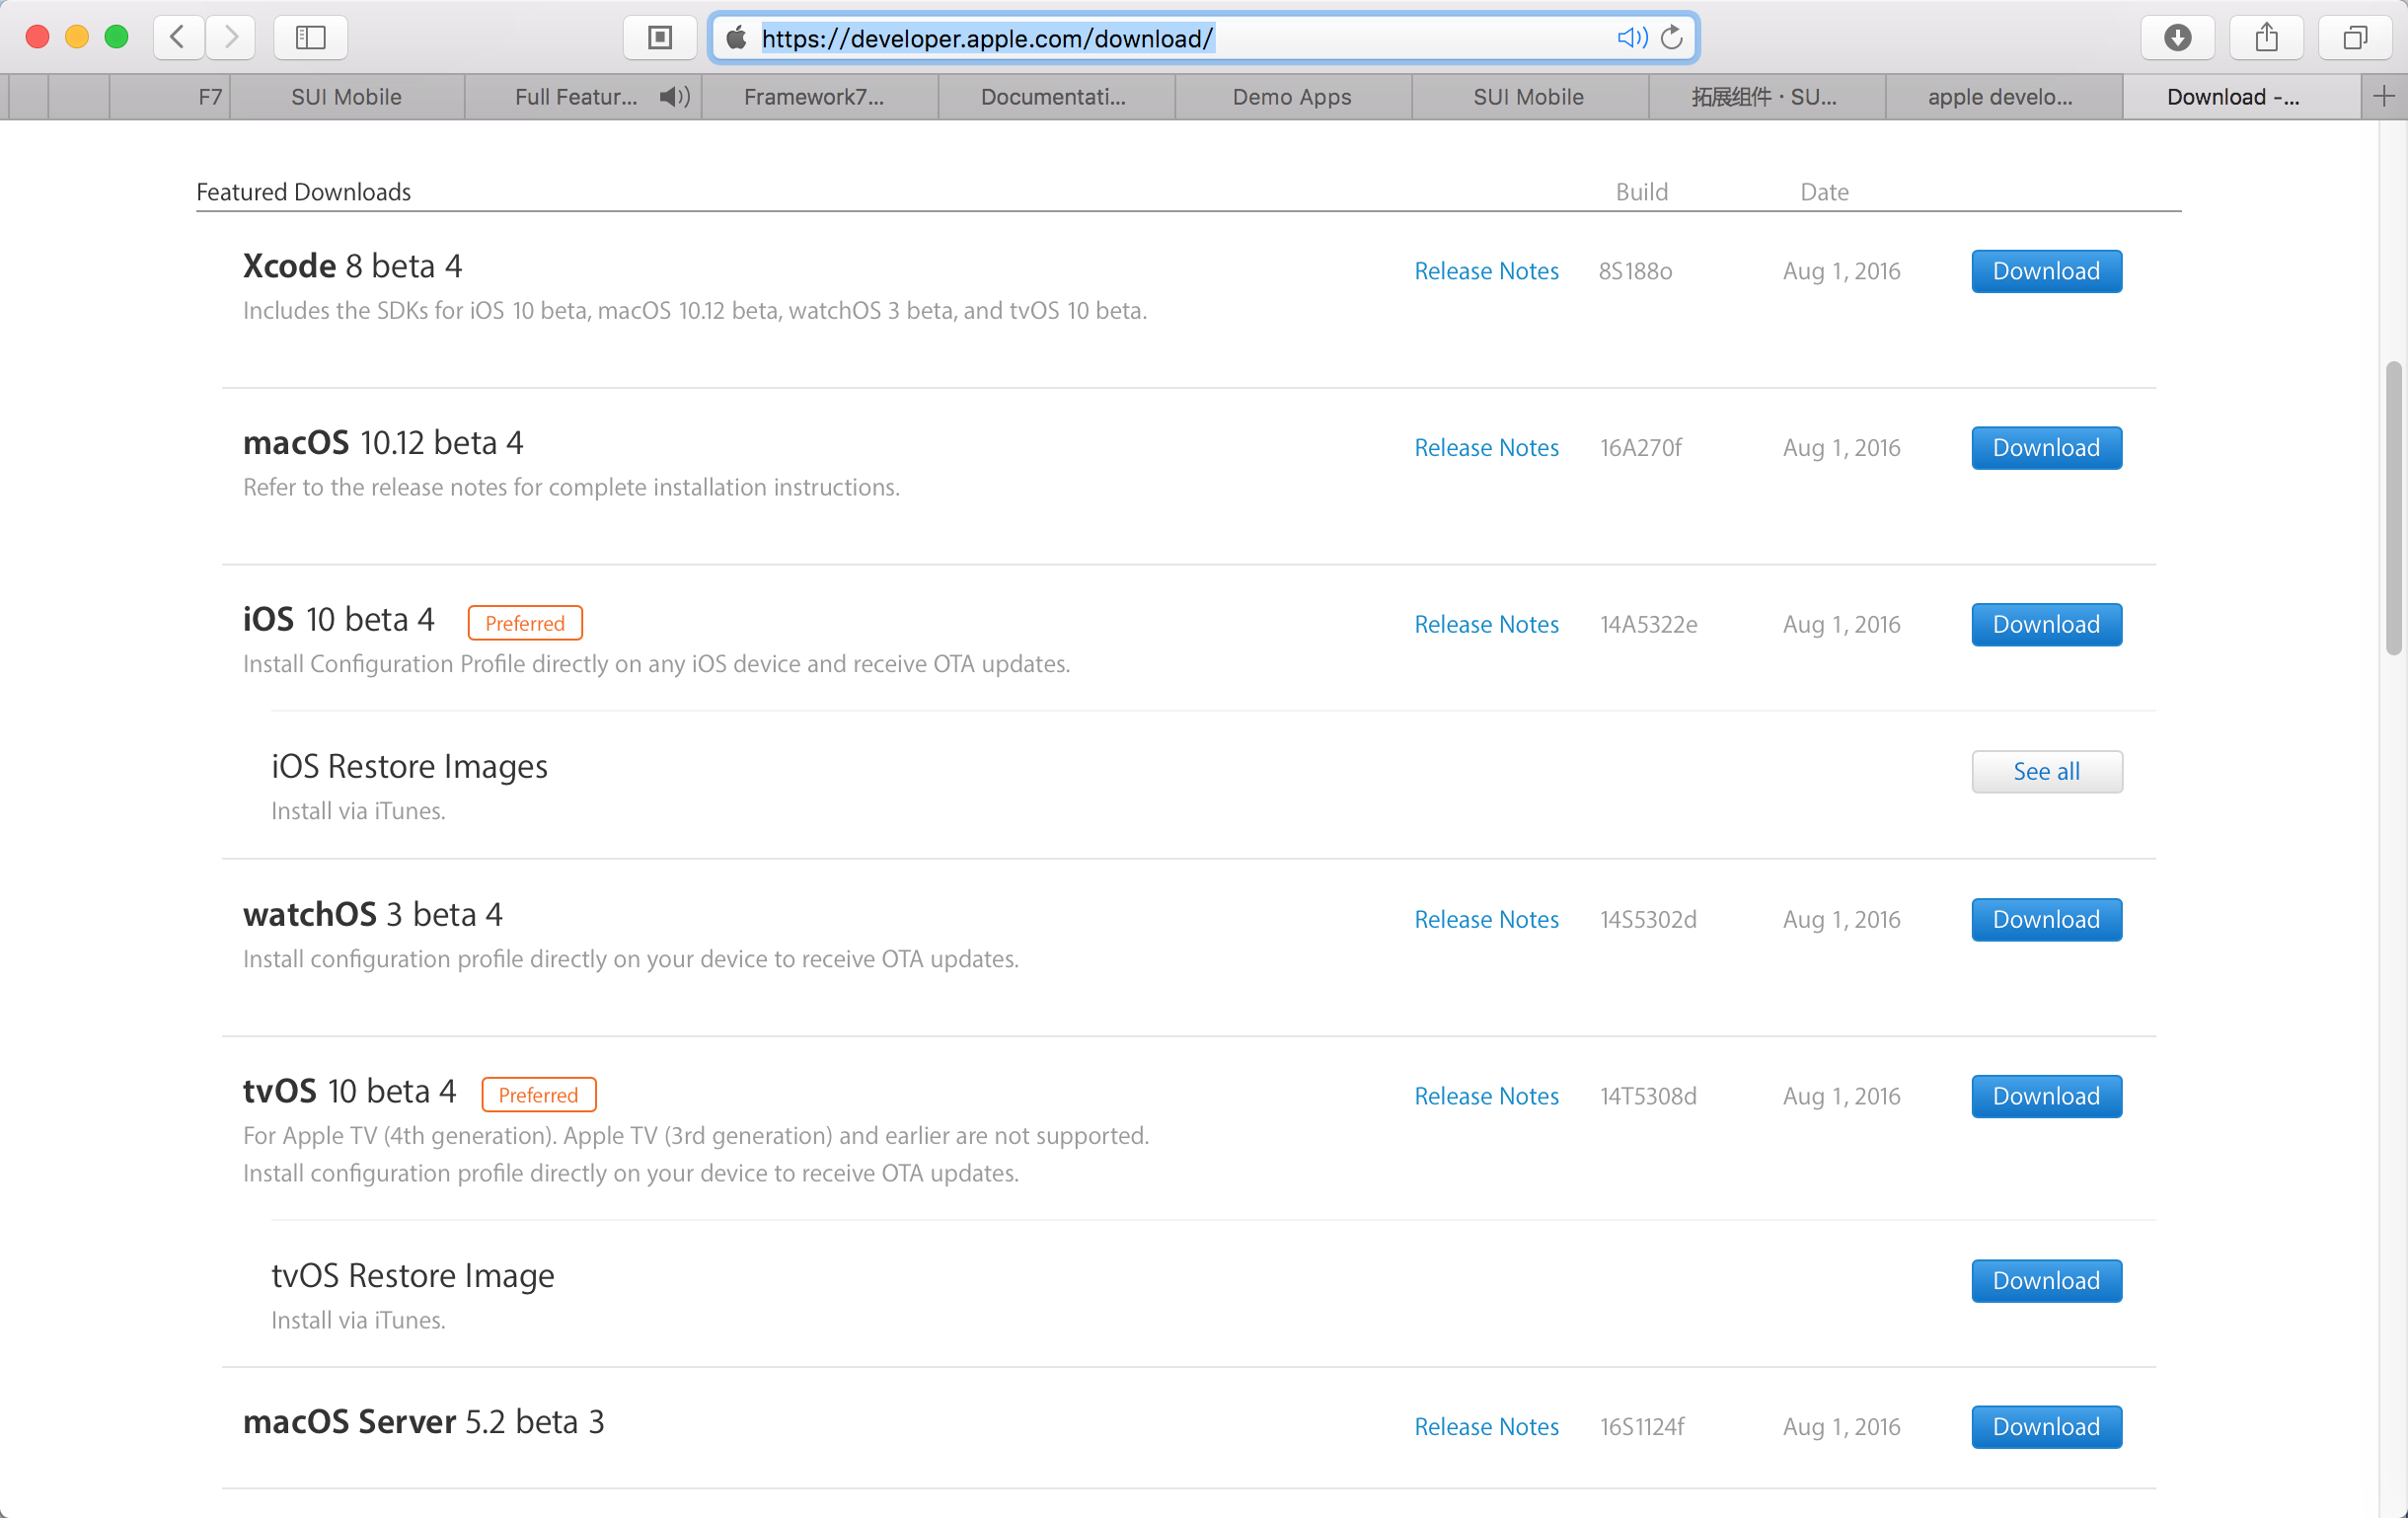 https://developer.apple.com/download/
F7
SUI Mobile
Full Featur...
Framework7...
Documentati...
Demo Apps
SUI Mobile
拓展组件 · SU...
apple develo...
Download -...
Featured Downloads Build Date
Xcode 8 beta 4 Release Notes 8S188o Aug 1, 2016 Download
Includes the SDKs for iOS 10 beta, macOS 10.12 beta, watchOS 3 beta, and tvOS 10 beta.
macOS 10.12 beta 4 Release Notes 16A270f Aug 1, 2016 Download
Refer to the release notes for complete installation instructions.
iOS 10 beta 4 Preferred Release Notes 14A5322e Aug 1, 2016 Download
Install Configuration Profile directly on any iOS device and receive OTA updates.
iOS Restore Images See all
Install via iTunes.
watchOS 3 beta 4 Release Notes 14S5302d Aug 1, 2016 Download
Install configuration profile directly on your device to receive OTA updates.
tvOS 10 beta 4 Preferred Release Notes 14T5308d Aug 1, 2016 Download
For Apple TV (4th generation). Apple TV (3rd generation) and earlier are not supported.
Install configuration profile directly on your device to receive OTA updates.
tvOS Restore Image Download
Install via iTunes.
macOS Server 5.2 beta 3 Release Notes 16S1124f Aug 1, 2016 Download